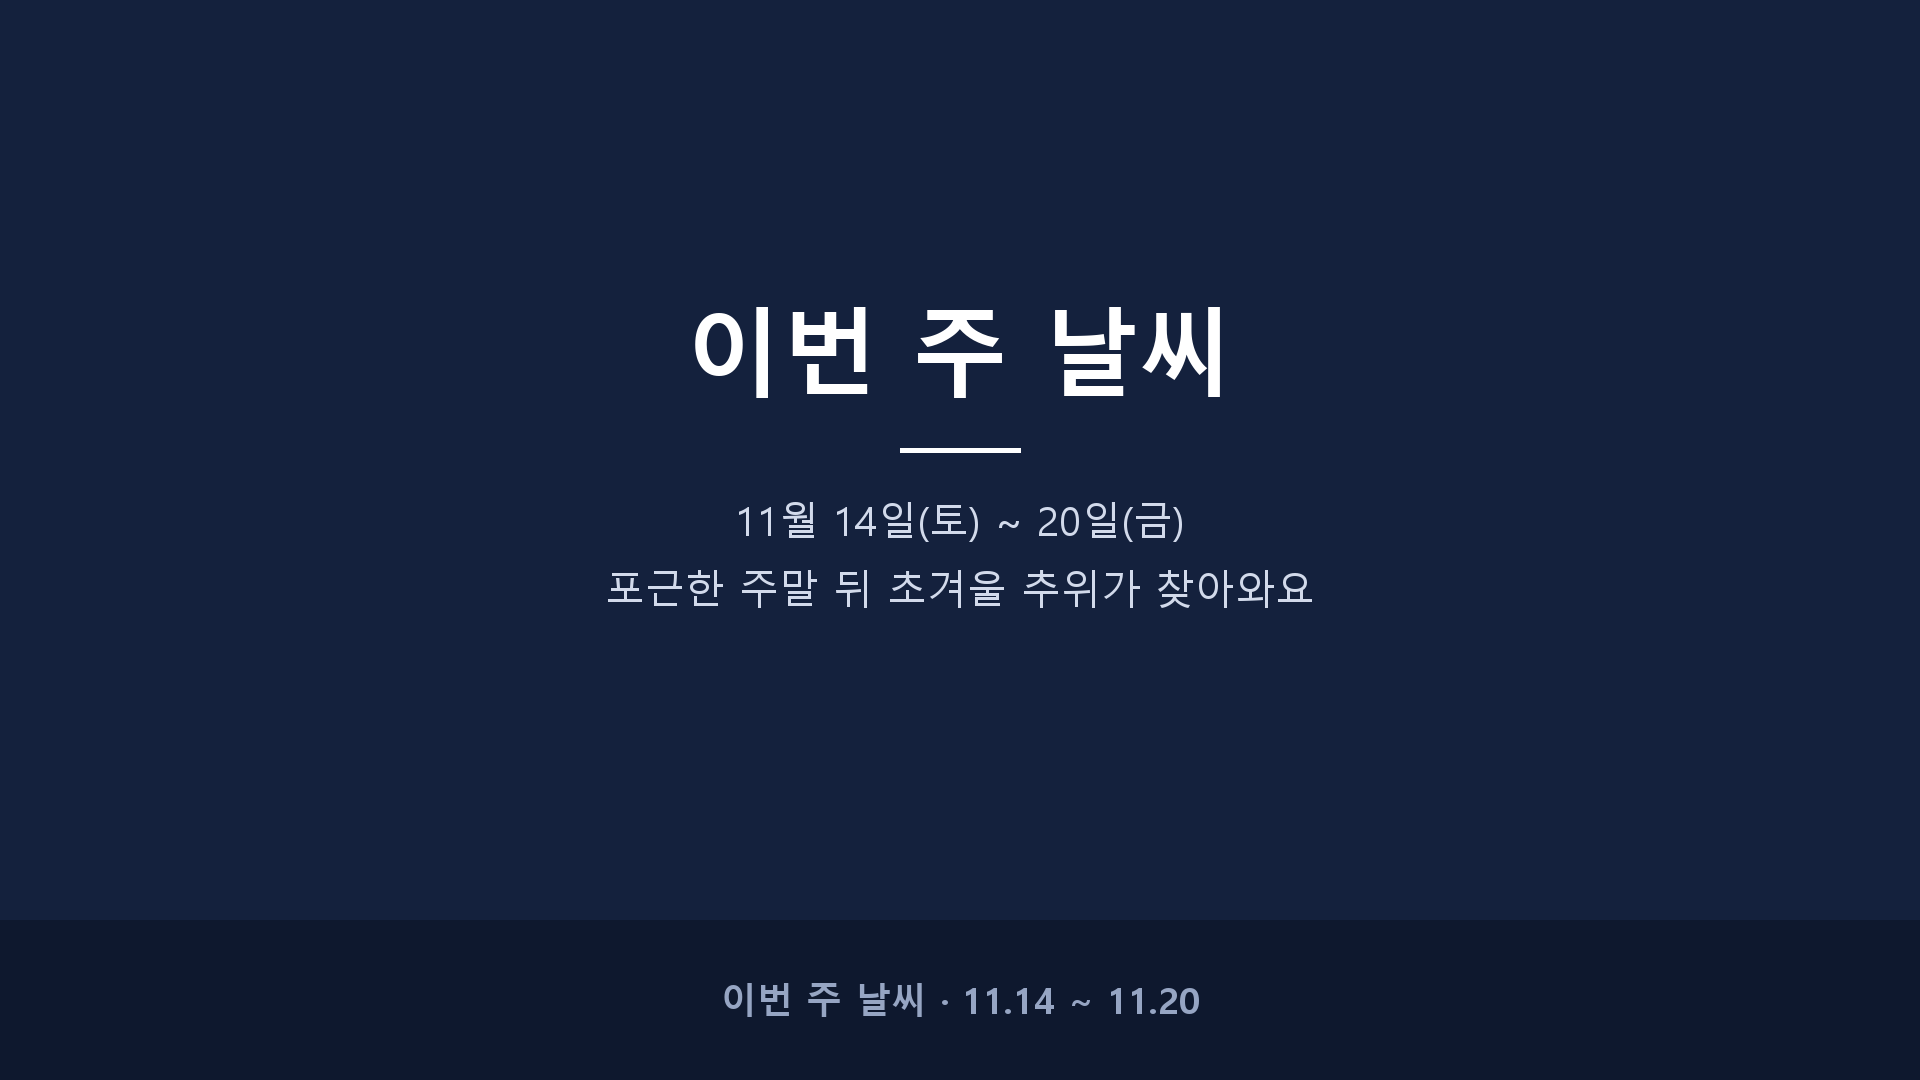 이번 주 날씨
11월 14일(토) ~ 20일(금)
포근한 주말 뒤 초겨울 추위가 찾아와요
이번 주 날씨 · 11.14 ~ 11.20